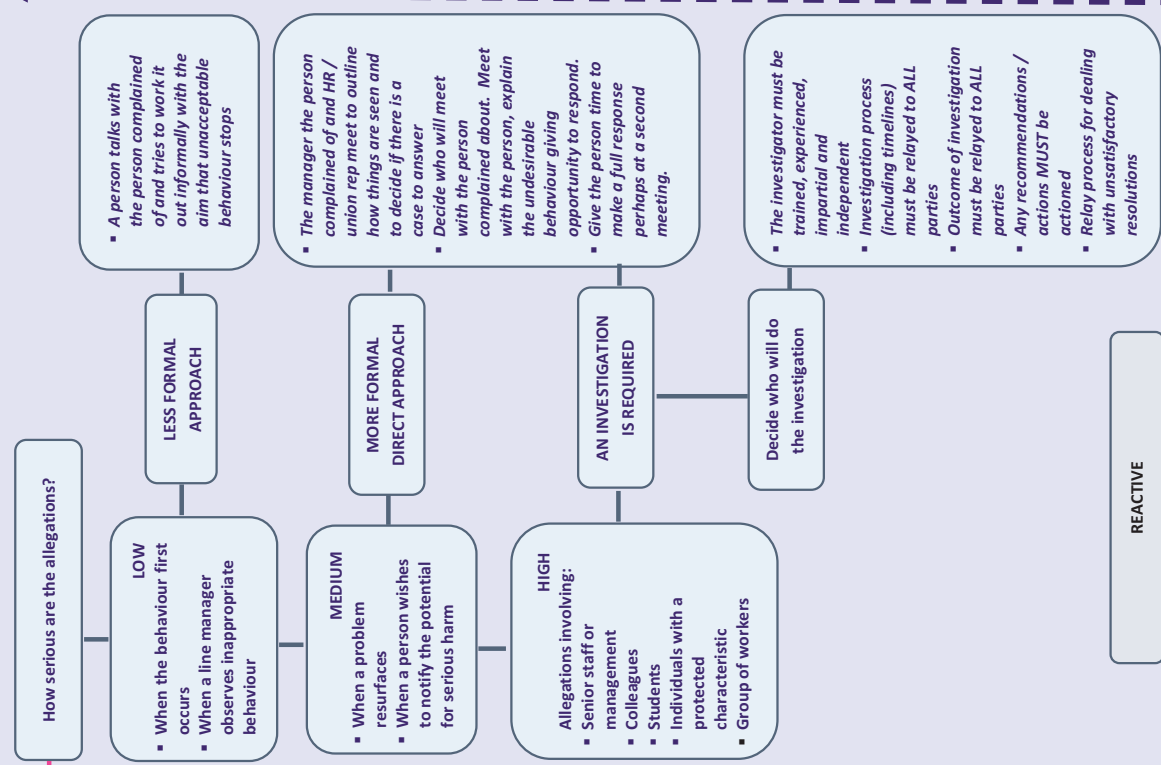 How serious are the allegations?
LOW
▪ When the behaviour first
occurs
▪ When a line manager
observes inappropriate
behaviour
LESS FORMAL
APPROACH
▪ A person talks with
the person complained
of and tries to work it
out informally with the
aim that unacceptable
behaviour stops
MEDIUM
▪ When a problem
resurfaces
▪ When a person wishes
to notify the potential
for serious harm
MORE FORMAL
DIRECT APPROACH
▪ The manager the person
complained of and HR /
union rep meet to outline
how things are seen and
to decide if there is a
case to answer
▪ Decide who will meet
with the person
complained about. Meet
with the person, explain
the undesirable
behaviour giving
opportunity to respond.
▪ Give the person time to
make a full response
perhaps at a second
meeting.
HIGH
Allegations involving:
▪ Senior staff or
management
▪ Colleagues
▪ Students
▪ Individuals with a
protected
characteristic
▪ Group of workers
AN INVESTIGATION
IS REQUIRED
Decide who will do
the investigation
▪ The investigator must be
trained, experienced,
impartial and
independent
▪ Investigation process
(including timelines)
must be relayed to ALL
parties
▪ Outcome of investigation
must be relayed to ALL
parties
▪ Any recommendations /
actions MUST be
actioned
▪ Relay process for dealing
with unsatisfactory
resolutions
REACTIVE